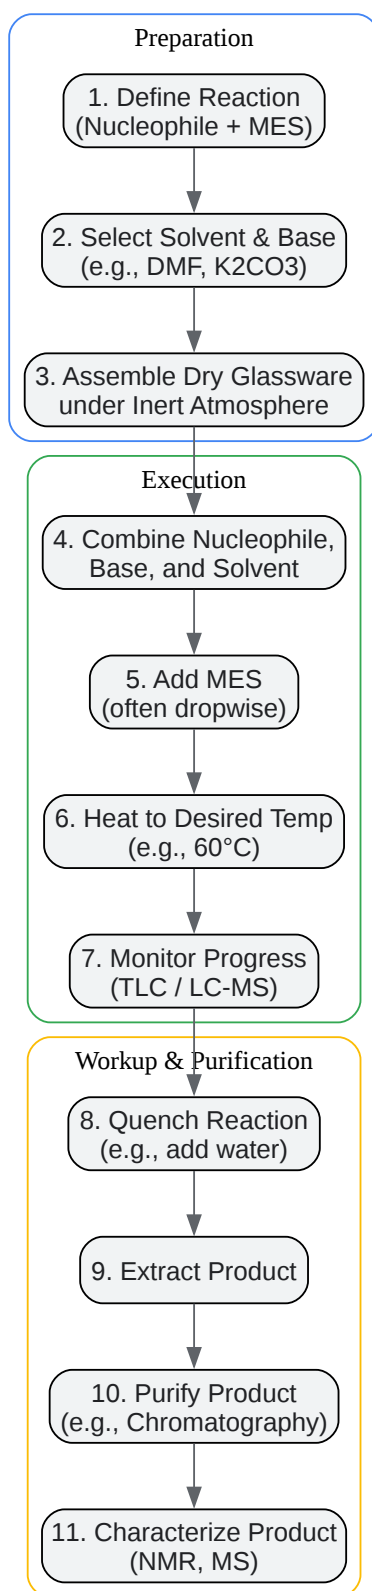 Preparation
1. Define Reaction
(Nucleophile + MES)
2. Select Solvent & Base
(e.g., DMF, K2CO3)
3. Assemble Dry Glassware
under Inert Atmosphere
Execution
4. Combine Nucleophile,
Base, and Solvent
5. Add MES
(often dropwise)
6. Heat to Desired Temp
(e.g., 60°C)
7. Monitor Progress
(TLC / LC-MS)
Workup & Purification
8. Quench Reaction
(e.g., add water)
9. Extract Product
10. Purify Product
(e.g., Chromatography)
11. Characterize Product
(NMR, MS)